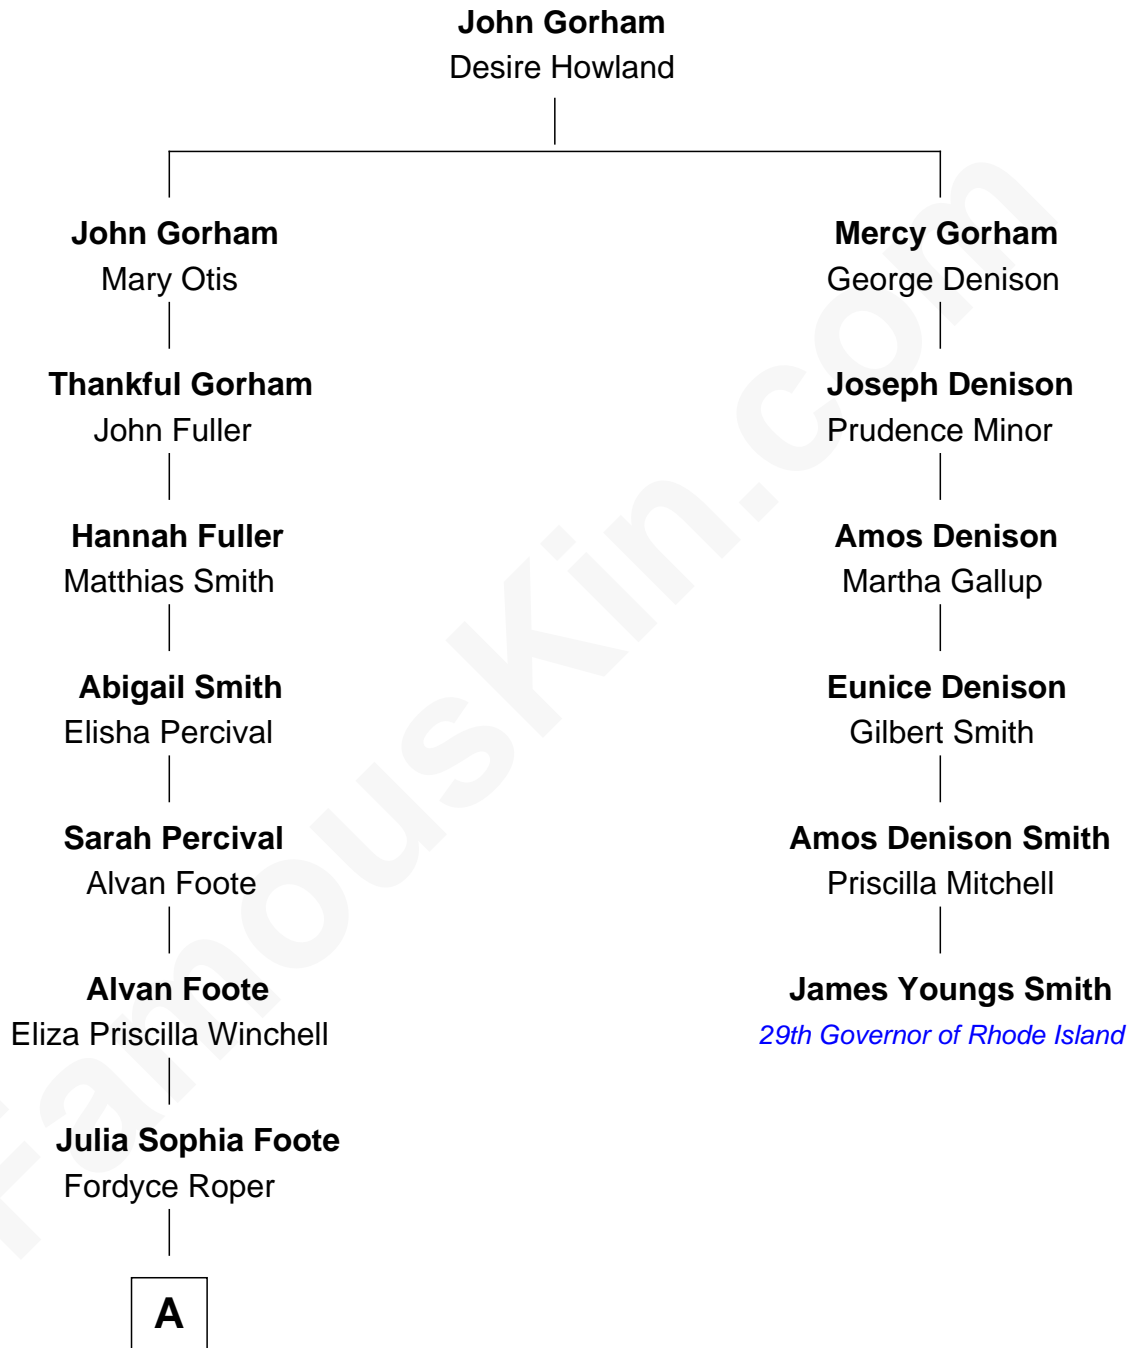 John Gorham
Desire Howland
John Gorham
Mary Otis
Mercy Gorham
George Denison
Thankful Gorham
John Fuller
Joseph Denison
Prudence Minor
Hannah Fuller
Matthias Smith
Amos Denison
Martha Gallup
Abigail Smith
Elisha Percival
Eunice Denison
Gilbert Smith
Sarah Percival
Alvan Foote
Amos Denison Smith
Priscilla Mitchell
Alvan Foote
Eliza Priscilla Winchell
James Youngs Smith
29th Governor of Rhode Island
Julia Sophia Foote
Fordyce Roper
A
FamousKin.com